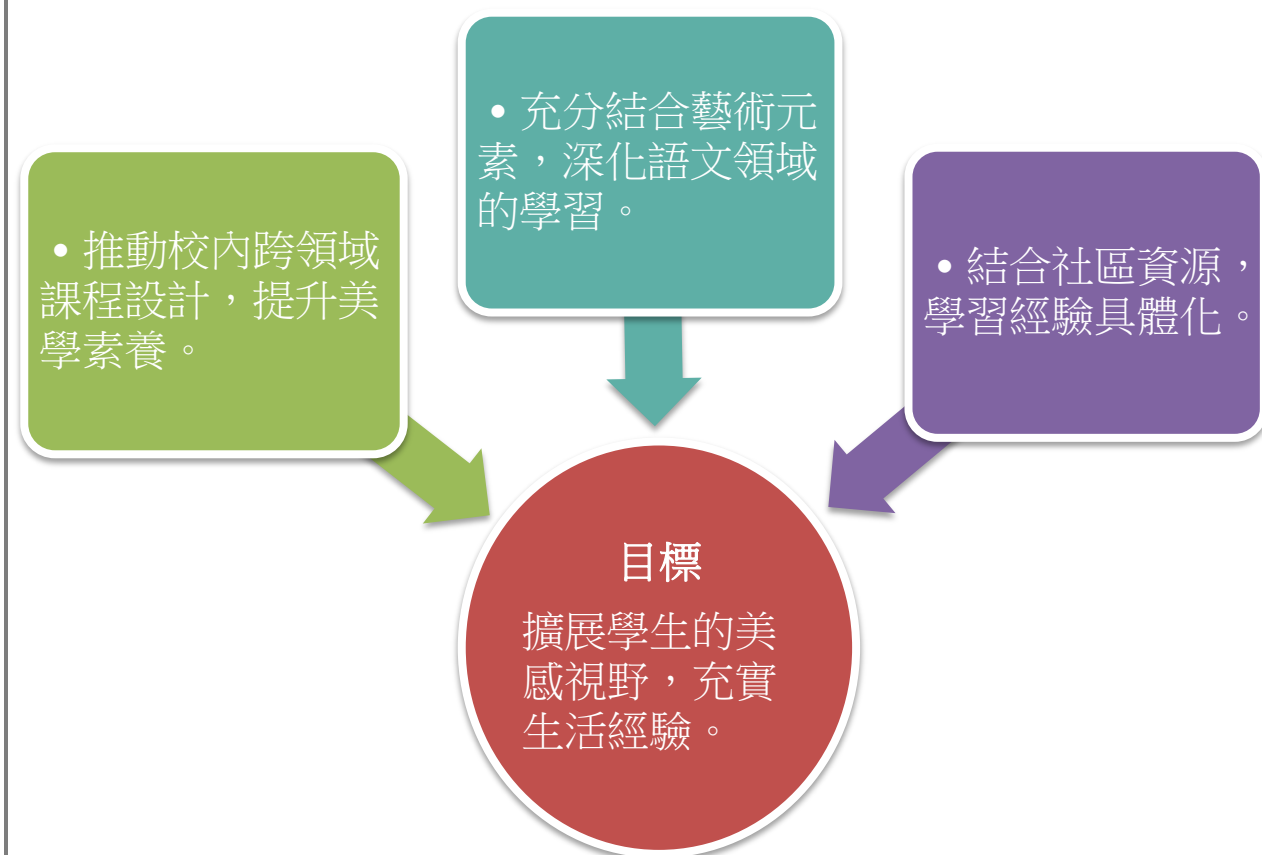 • 推動校內跨領域
課程設計，提升美
學素養。
• 充分結合藝術元
素，深化語文領域
的學習。
• 結合社區資源，
學習經驗具體化。
目標
擴展學生的美
感視野，充實
生活經驗。